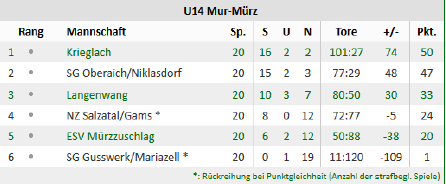 U14 Mur-Mürz
Rang Mannschaft Sp. S U N Tore +/- Pkt.
1 Krieglach 20 16 2 2 101:27 74 50
2 SG Oberaich/Niklasdorf 20 15 2 3 77:29 48 47
3 Langenwang 20 10 3 7 80:50 30 33
4 NZ Salzatal/Gams * 20 8 0 12 72:77 -5 24
5 ESV Mürzzuschlag 20 6 2 12 50:88 -38 20
6 SG Gusswerk/Mariazell * 20 0 1 19 11:120 -109 1
*: Rückreihung bei Punktgleichheit (Anzahl der strafbegl. Spiele)